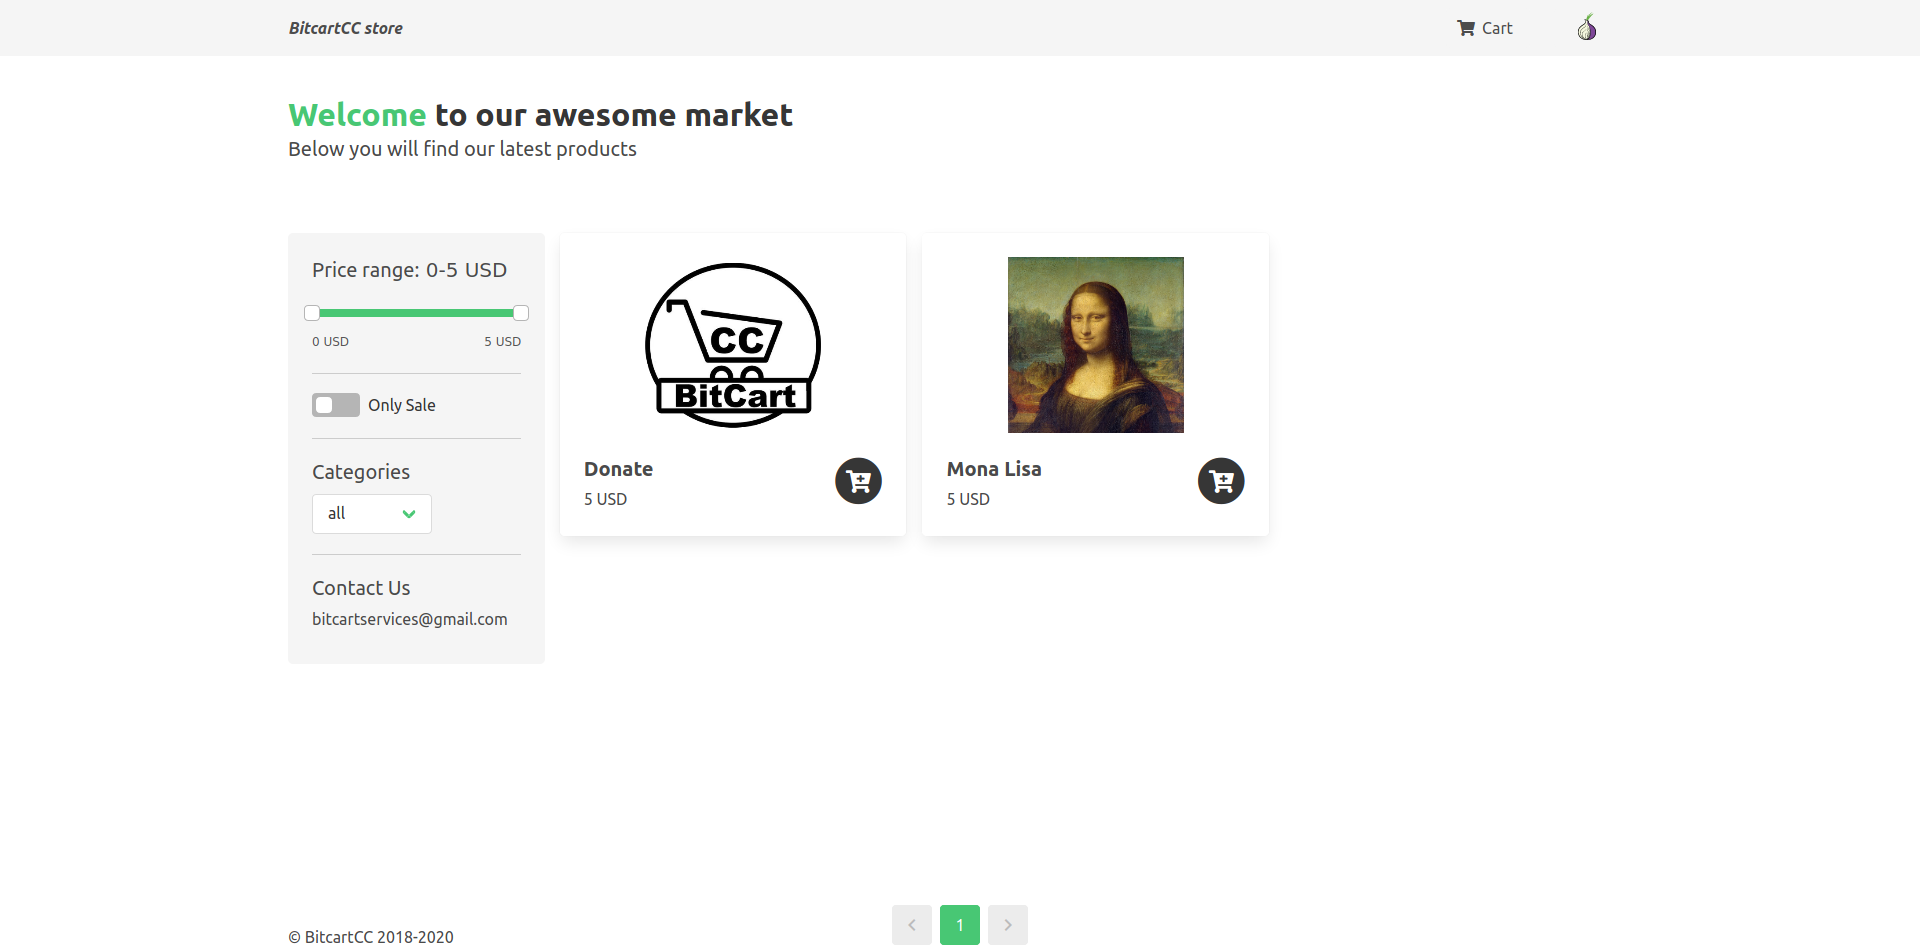 BitcartCC store
Cart
Welcome to our awesome market
Below you will find our latest products
Price range: 0-5 USD
0 USD 5 USD
Only Sale
Categories
all
Contact Us
bitcartservices@gmail.com
CC
BitCart
Donate
5 USD
Mona Lisa
5 USD
1
© BitcartCC 2018-2020